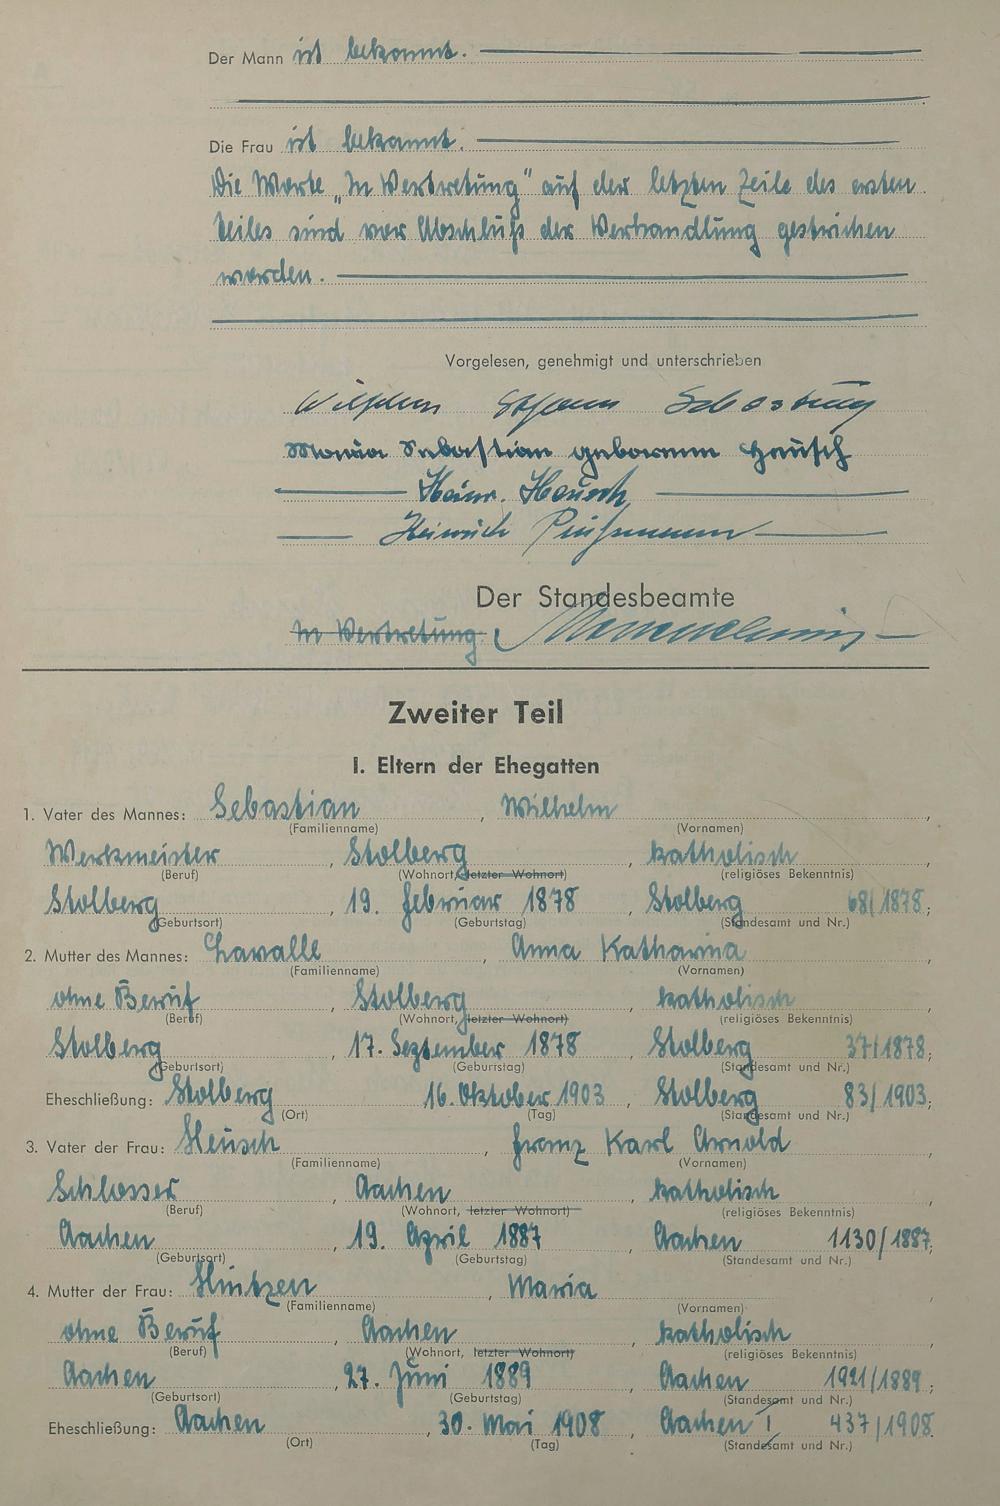 Der Mann ist bekannt.
Die Frau ist bekannt.
Die Worte „In Vertretung" auf der letzten Zeile des ersten
Teiles sind vor Abschluß der Verhandlung gestrichen
worden.
Vorgelesen, genehmigt und unterschrieben
Wilhelm
Maria Sebastian geborenen Heusch
Heinr. Heusch
Heinrich
Der Standesbeamte
In Vertretung
Zweiter Teil
I. Eltern der Ehegatten
1. Vater des Mannes: Sebastian, Wilhelm,
(Familienname) (Vornamen)
Werkmeister, Stolberg, katholisch,
(Beruf) (Wohnort, letzter Wohnort) (religiöses Bekenntnis)
Stolberg, 19. Februar 1878, Stolberg 68/1878;
(Geburtsort) (Geburtstag) (Standesamt und Nr.)
2. Mutter des Mannes: Lavalle, Anna Katharina,
(Familienname) (Vornamen)
ohne Beruf, Stolberg, katholisch,
(Beruf) (Wohnort, letzter Wohnort) (religiöses Bekenntnis)
Stolberg, 17. September 1878, Stolberg 371/1878;
(Geburtsort) (Geburtstag) (Standesamt und Nr.)
Eheschließung: Stolberg, 16. Oktober 1903, Stolberg 83/1903;
(Ort) (Tag) (Standesamt und Nr.)
3. Vater der Frau: Heusch, Franz Karl Arnold,
(Familienname) (Vornamen)
Schlosser, Aachen, katholisch,
(Beruf) (Wohnort, letzter Wohnort) (religiöses Bekenntnis)
Aachen, 19. April 1887, Aachen 1130/1887;
(Geburtsort) (Geburtstag) (Standesamt und Nr.)
4. Mutter der Frau: Hintzen, Maria
(Familienname) (Vornamen)
ohne Beruf, Aachen, katholisch,
(Beruf) (Wohnort, letzter Wohnort) (religiöses Bekenntnis)
Aachen, 27. Juni 1889, Aachen 1921/1889;
(Geburtsort) (Geburtstag) (Standesamt und Nr.)
Eheschließung: Aachen, 30. Mai 1908, Aachen I 437/1908.
(Ort) (Tag) (Standesamt und Nr.)